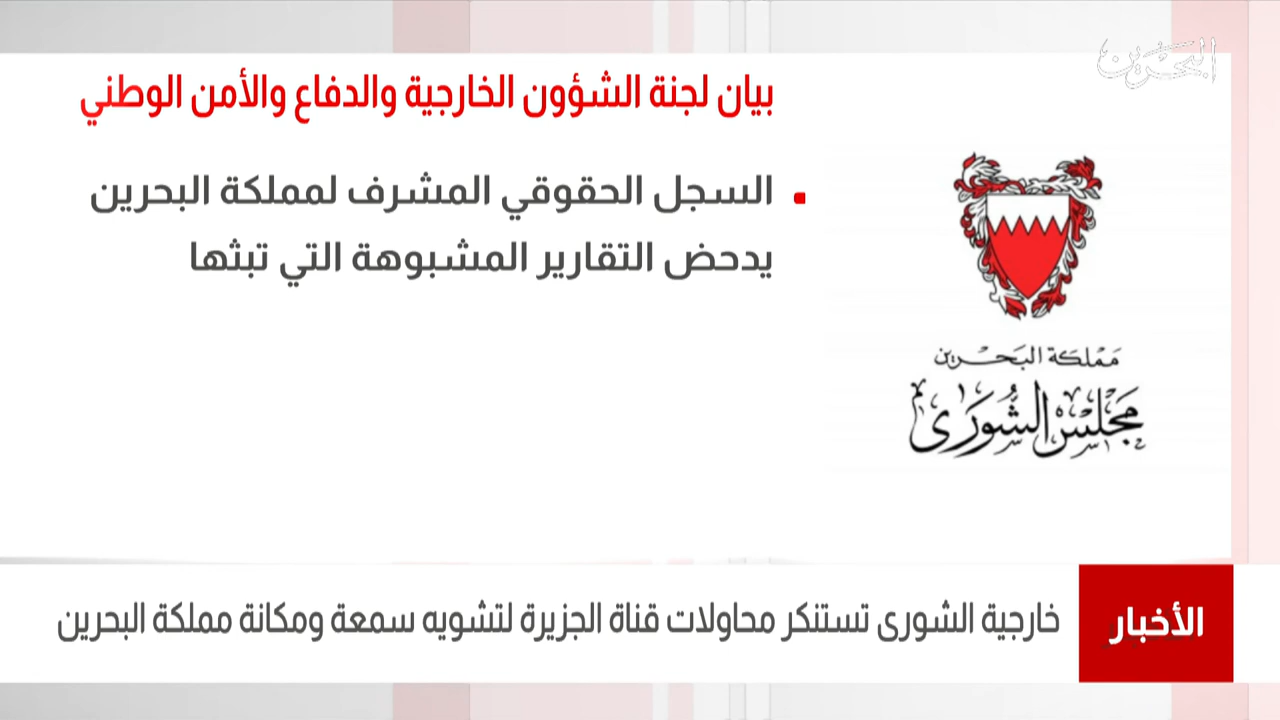 البحرين
بيان لجنة الشؤون الخارجية والدفاع والأمن الوطني
السجل الحقوقي المشرف لمملكة البحرين
يدحض التقارير المشبوهة التي تبثها
مملكة البحرين
مجلس الشورى
الأخبار
خارجية الشورى تستنكر محاولات قناة الجزيرة لتشويه سمعة ومكانة مملكة البحرين